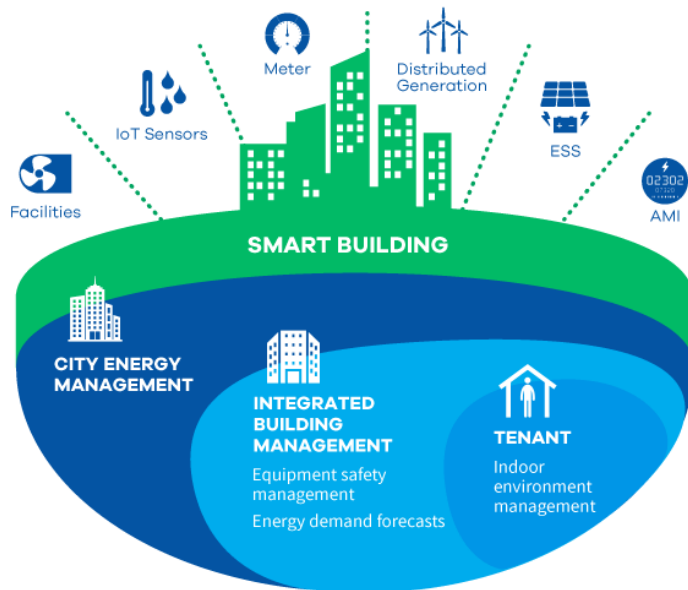 Meter
Distributed
Generation
IoT Sensors
ESS
Facilities
02302
AMI
SMART BUILDING
CITY ENERGY
MANAGEMENT
INTEGRATED
BUILDING
MANAGEMENT
Equipment safety
management
Energy demand forecasts
TENANT
Indoor
environment
management